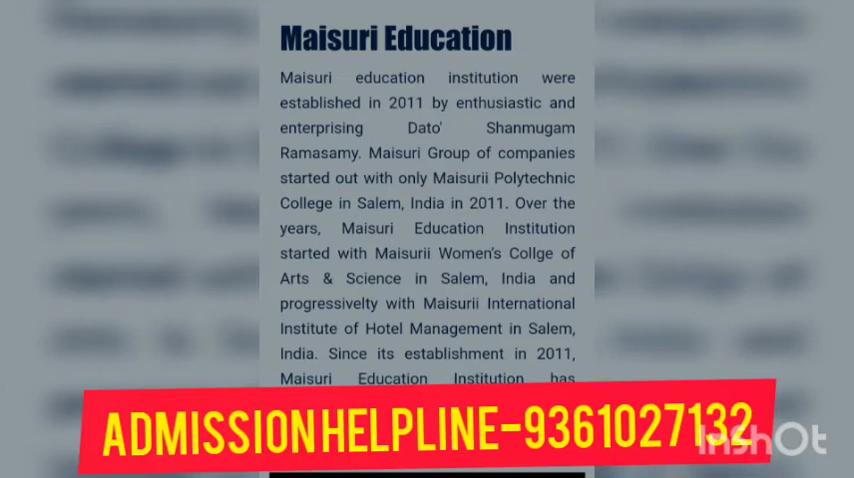 Maisuri Education
Maisuri education institution were
established in 2011 by enthusiastic and
enterprising Dato' Shanmugam
Ramasamy. Maisuri Group of companies
started out with only Maisurii Polytechnic
College in Salem, India in 2011. Over the
years, Maisuri Education Institution
started with Maisurii Women's Collge of
Arts & Science in Salem, India and
progressivelty with Maisurii International
Institute of Hotel Management in Salem,
India. Since its establishment in 2011,
Maisuri Education Institution has
ADMISSION HELPLINE-9361027132
InShOt